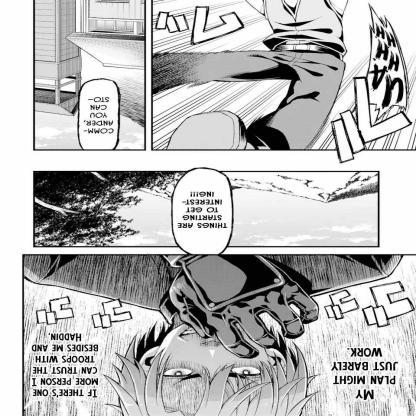 IF THERE'S ONE
MORE PERSON I
CAN TRUST THE
TROOPS WITH
BESIDES ME AND
HADDIN,
MY
PLAN MIGHT
JUST BARELY
WORK.
THINGS ARE
STARTING
TO GET
INTEREST-
ING!!!
COMM-
ANDER,
YOU
CAN
STO-